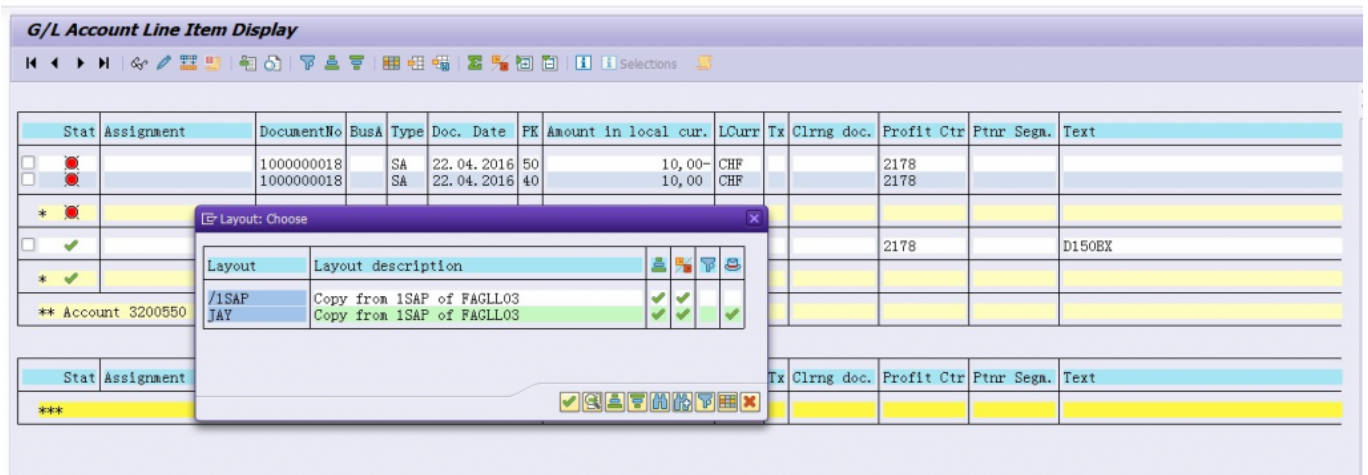 G/L Account Line Item Display
Selections
Stat Assignment DocumentNo BusA Type Doc. Date PK Amount in local cur. LCurr Tx Clrng doc. Profit Ctr Ptnr Segm. Text
1000000018 SA 22.04.2016 50 10,00- CHF 2178
1000000018 SA 22.04.2016 40 10,00 CHF 2178
*
Layout: Choose
2178 D150BX
Layout Layout description
*
/1SAP Copy from 1SAP of FAGLL03
** Account 3200550
JAY Copy from 1SAP of FAGLL03
Stat Assignment Tx Clrng doc. Profit Ctr Ptnr Segm. Text
***